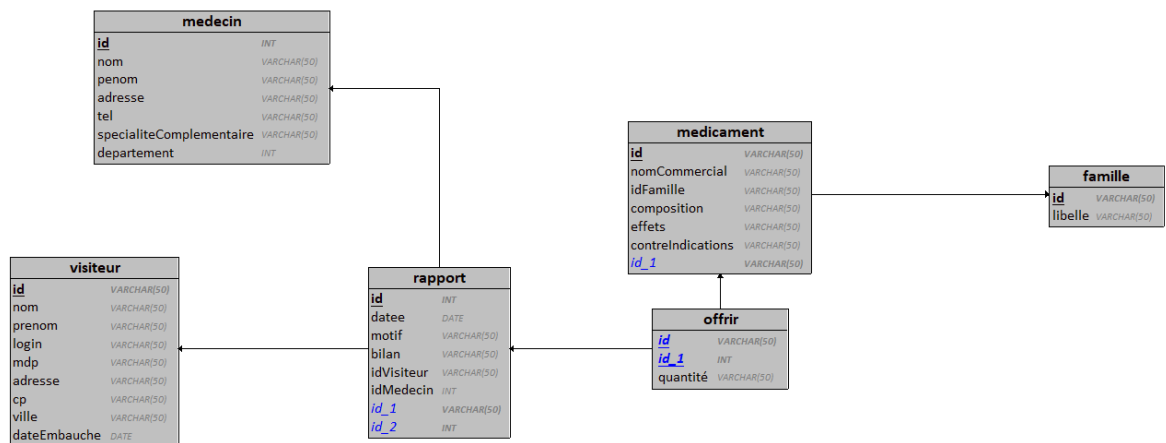 medecin
id INT
nom VARCHAR(50)
penom VARCHAR(50)
adresse VARCHAR(50)
tel VARCHAR(50)
specialiteComplementaire VARCHAR(50)
departement INT
medicament
id VARCHAR(50)
nomCommercial VARCHAR(50)
idFamille VARCHAR(50)
composition VARCHAR(50)
effets VARCHAR(50)
contreIndications VARCHAR(50)
id_1 VARCHAR(50)
famille
id VARCHAR(50)
libelle VARCHAR(50)
visiteur
id VARCHAR(50)
nom VARCHAR(50)
prenom VARCHAR(50)
login VARCHAR(50)
mdp VARCHAR(50)
adresse VARCHAR(50)
cp VARCHAR(50)
ville VARCHAR(50)
dateEmbauche DATE
rapport
id INT
datee DATE
motif VARCHAR(50)
bilan VARCHAR(50)
idVisiteur VARCHAR(50)
idMedecin INT
id_1 VARCHAR(50)
id_2 INT
offrir
id VARCHAR(50)
id_1 INT
quantité VARCHAR(50)